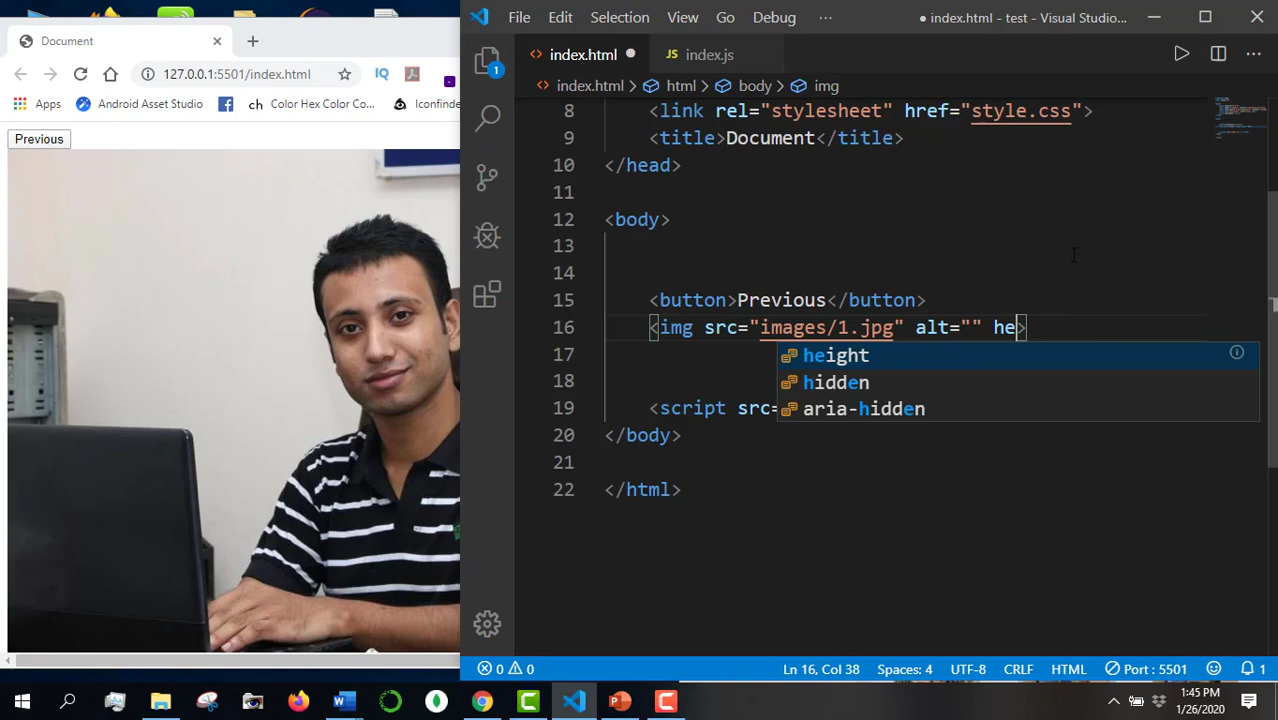 File Edit Selection View Go Debug ··· ● index.html - test - Visual Studio...
Document
index.html
JS index.js
127.0.0.1:5501/index.html
index.html > html > body > img
Apps Android Asset Studio Color Hex Color Co... Iconfinde
Previous
8 <link rel="stylesheet" href="style.css">
9 <title>Document</title>
10 </head>
11
12 <body>
13
14
15 <button>Previous</button>
16 <img src="images/1.jpg" alt="" he>
17 height
18 hidden
aria-hidden
19 <script src=
20 </body>
21
22 </html>
0 0 Ln 16, Col 38 Spaces: 4 UTF-8 CRLF HTML Port : 5501 1
1:45 PM
1/26/2020